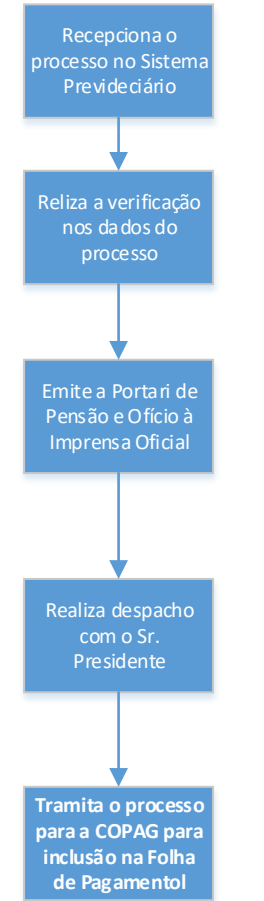 Recepciona o
processo no Sistema
Prevideciário
Reliza a verificação
nos dados do
processo
Emite a Portari de
Pensão e Ofício à
Imprensa Oficial
Realiza despacho
com o Sr.
Presidente
Tramita o processo
para a COPAG para
inclusão na Folha
de Pagamentol